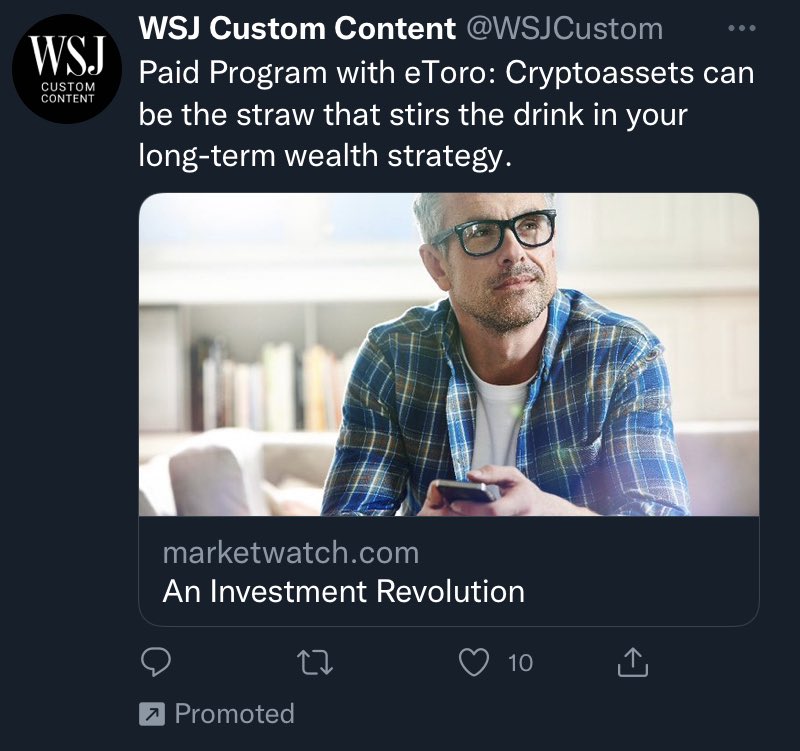 WSJ
CUSTOM
CONTENT
WSJ Custom Content @WSJCustom
Paid Program with eToro: Cryptoassets can
be the straw that stirs the drink in your
long-term wealth strategy.
marketwatch.com
An Investment Revolution
10
Promoted